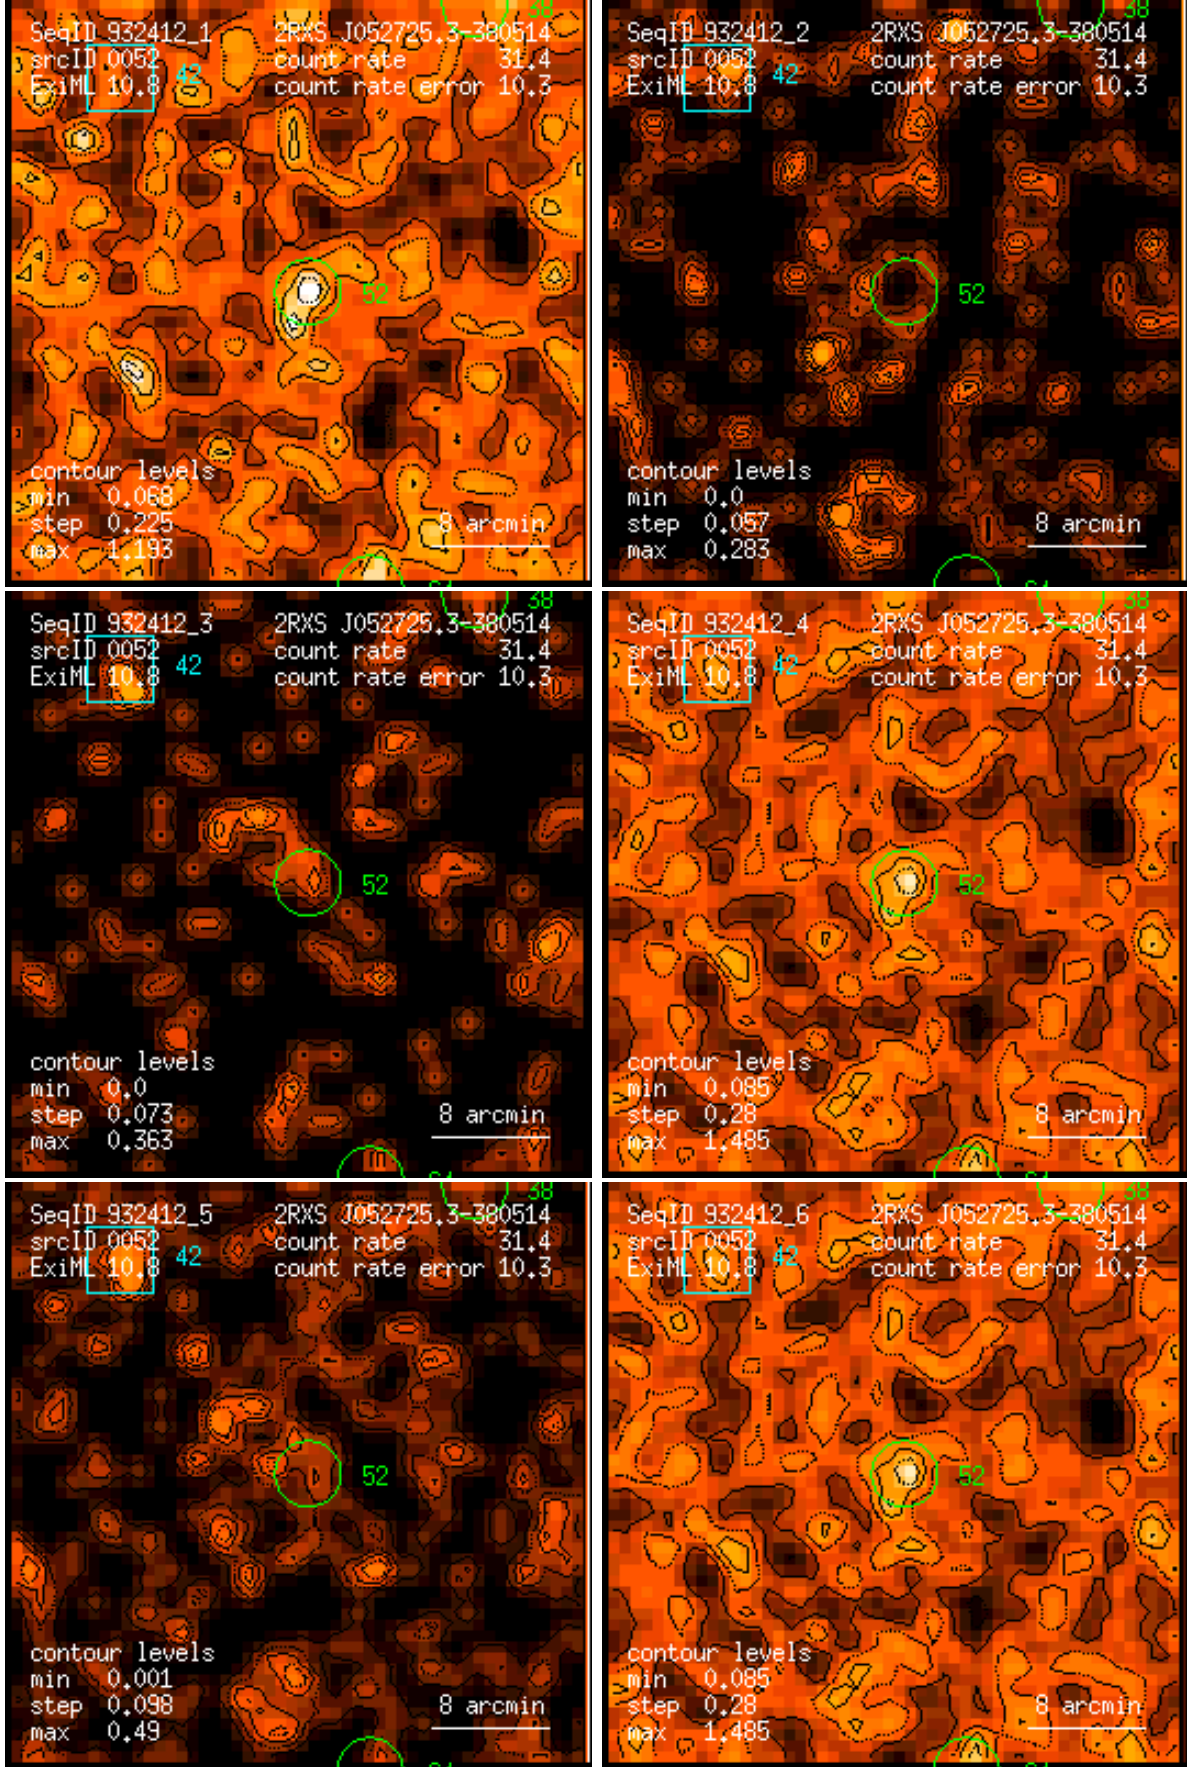 38
SeqID 932412_1 2RXS J052725.3-380514
srcID 0052 42 count rate 31.4
ExiML 10.8 count rate error 10.3
52
contour levels
min 0.068
step 0.225 8 arcmin
max 1.193
38
SeqID 932412_2 2RXS J052725.3-380514
srcID 0052 42 count rate 31.4
ExiML 10.8 count rate error 10.3
52
contour levels
min 0.0
step 0.057 8 arcmin
max 0.283
38
SeqID 932412_3 2RXS J052725.3-380514
srcID 0052 42 count rate 31.4
ExiML 10.8 count rate error 10.3
52
contour levels
min 0.0
step 0.073 8 arcmin
max 0.363
38
SeqID 932412_4 2RXS J052725.3-380514
srcID 0052 42 count rate 31.4
ExiML 10.8 count rate error 10.3
52
contour levels
min 0.085
step 0.28 8 arcmin
max 1.485
38
SeqID 932412_5 2RXS J052725.3-380514
srcID 0052 42 count rate 31.4
ExiML 10.8 count rate error 10.3
52
contour levels
min 0.001
step 0.098 8 arcmin
max 0.49
38
SeqID 932412_6 2RXS J052725.3-380514
srcID 0052 42 count rate 31.4
ExiML 10.8 count rate error 10.3
52
contour levels
min 0.085
step 0.28 8 arcmin
max 1.485